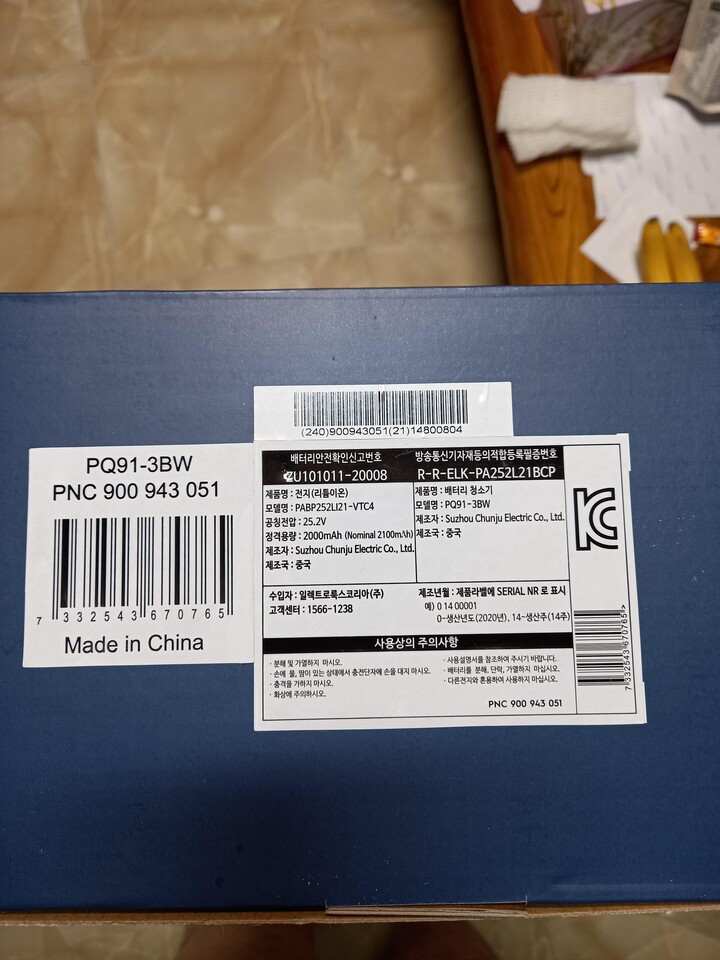 (240)900943051(21)14800804
PQ91-3BW
PNC 900 943 051
7 332543 670765
Made in China
배터리안전확인신고번호
U101011-20008
제품명 : 전지(리튬이온)
모델명 : PABP252LI21-VTC4
공칭전압 : 25.2V
정격용량 : 2000mAh (Nominal 2100mAh)
제조자 : Suzhou Chunju Electric Co., Ltd.
제조국 : 중국
방송통신기자재등의적합등록필증번호
R-R-ELK-PA252L21BCP
제품명 : 배터리 청소기
모델명 : PQ91-3BW
제조자 : Suzhou Chunju Electric Co., Ltd.
제조국 : 중국
수입자 : 일렉트로룩스코리아(주)
고객센터 : 1566-1238
제조년월 : 제품라벨에 SERIAL NR 로 표시
예) 0 14 00001
0-생산년도(2020년), 14-생산주(14주)
사용상의 주의사항
· 분해 및 가열하지 마시오.
· 손에 물, 땀이 있는 상태에서 충전단자에 손을 대지 마시오.
· 충격을 가하지 마시오.
· 화상에 주의하시오.
· 사용설명서를 참조하여 주시기 바랍니다.
· 배터리를 분해, 단락, 가열하지 마십시오.
· 다른전지와 혼용하여 사용하지 마십시오.
PNC 900 943 051
7 332543 670765>